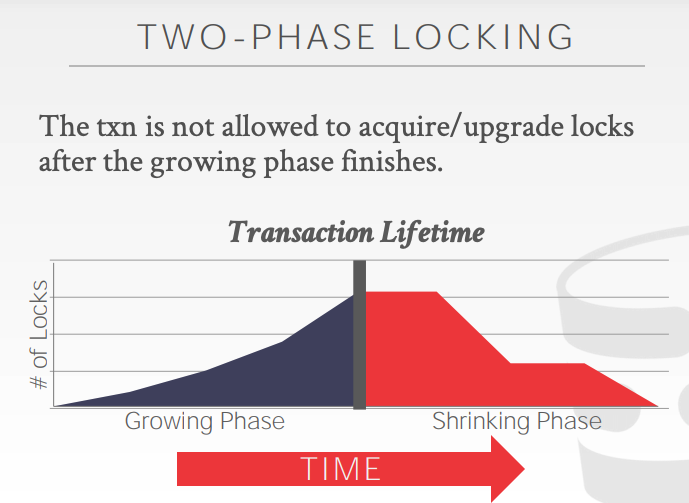 TWO-PHASE LOCKING
The txn is not allowed to acquire/upgrade locks
after the growing phase finishes.
Transaction Lifetime
# of Locks
Growing Phase
Shrinking Phase
TIME